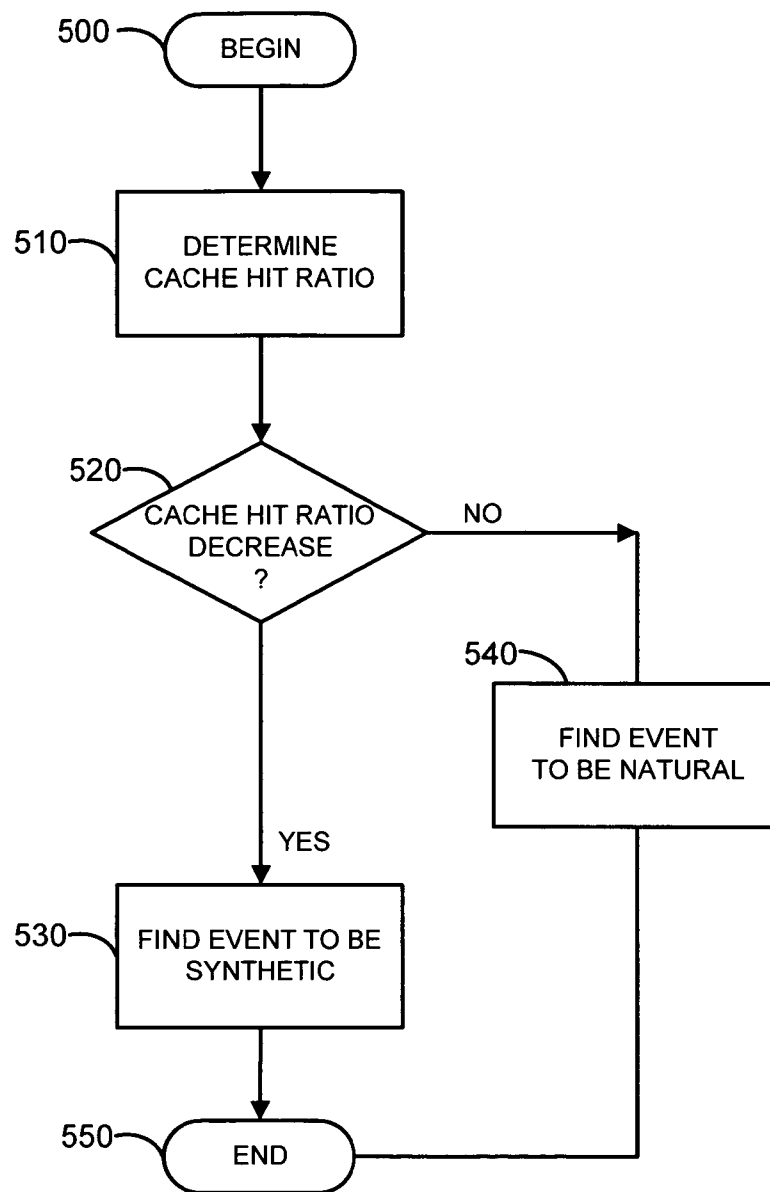 500
BEGIN
510
DETERMINE
CACHE HIT RATIO
520
CACHE HIT RATIO
DECREASE
?
NO
540
FIND EVENT
TO BE NATURAL
YES
530
FIND EVENT TO BE
SYNTHETIC
550
END